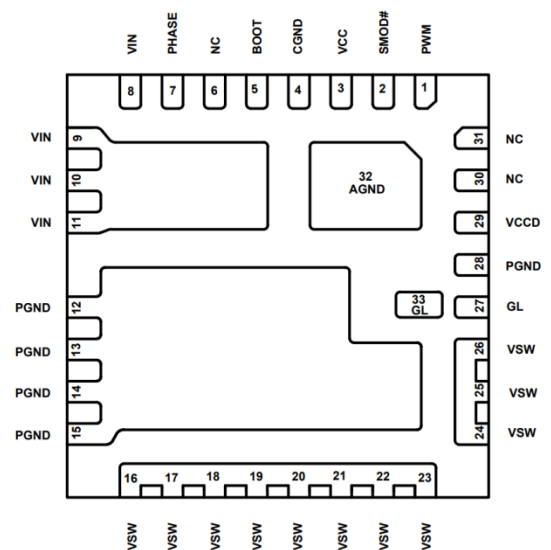 VIN PHASE NC BOOT CGND VCC SMOD# PWM
8 7 6 5 4 3 2 1
VIN 9
VIN 10
VIN 11
32
AGND
31 NC
30 NC
29 VCCD
28 PGND
33
GL
27 GL
PGND 12
PGND 13
PGND 14
PGND 15
26 VSW
25 VSW
24 VSW
16 17 18 19 20 21 22 23
VSW VSW VSW VSW VSW VSW VSW VSW